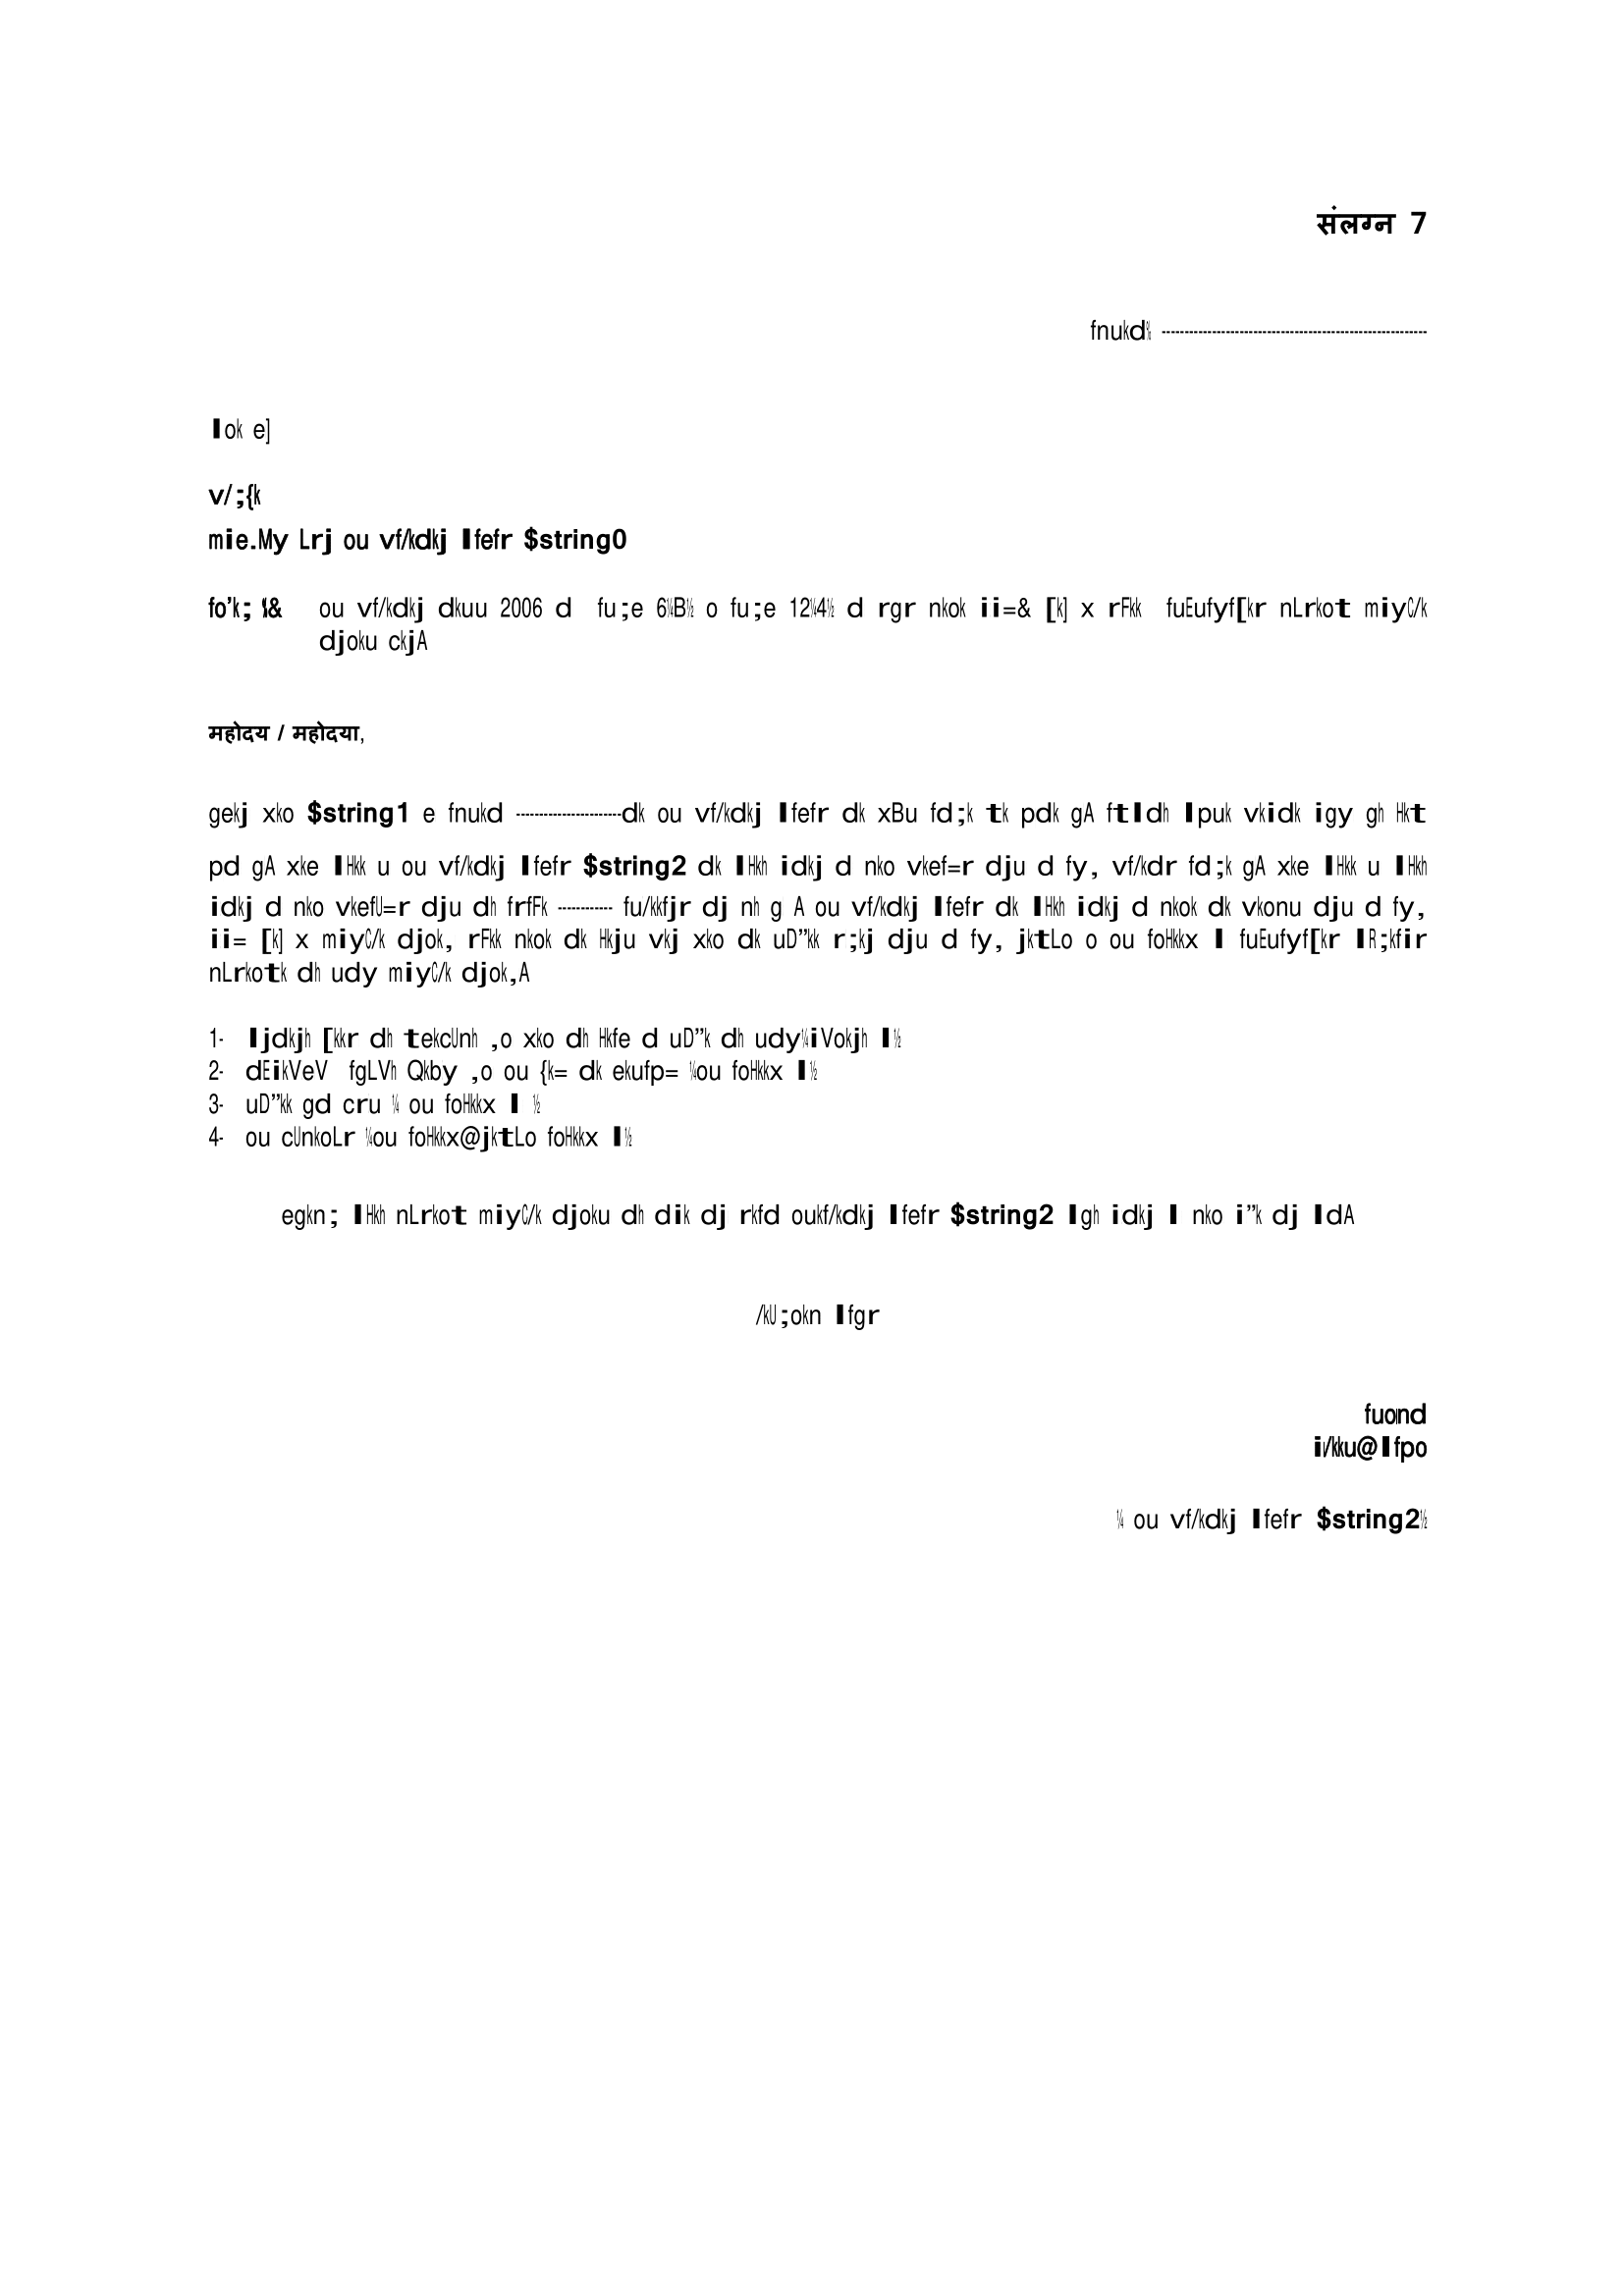 संलग्न 7
fnukd¾ ----------------------------------------------------------
lok e]
v/;{k
mie.My Lrj ou vf/kdkj lfefr $string0
fo’k; %& ou vf/kdkj dkuu 2006 d fu;e 6¼B½ o fu;e 12¼4½ d rgr nkok ii=& [k] x rFkk fuEufyf[kr nLrkot miyC/k
djoku ckjA
महोदय / महोदया,
gekj xko $string1 e fnukd -----------------------dk ou vf/kdkj lfefr dk xBu fd;k tk pdk gA ftldh lpuk vkidk igy gh Hkt
pd gA xke lHkk u ou vf/kdkj lfefr $string2 dk lHkh idkj d nko vkef=r dju d fy, vf/kdr fd;k gA xke lHkk u lHkh
idkj d nko vkefU=r dju dh frfFk ------------ fu/kkfjr dj nh g A ou vf/kdkj lfefr dk lHkh idkj d nkok dk vkonu dju d fy,
ii= [k] x miyC/k djok, rFkk nkok dk Hkju vkj xko dk uD”kk r;kj dju d fy, jktLo o ou foHkkx l fuEufyf[kr lR;kfir
nLrkotk dh udy miyC/k djok,A
1- ljdkjh [kkr dh tekcUnh ,o xko dh Hkfe d uD”k dh udy¼iVokjh l½
2- dEikVeV fgLVh Qkby ,o ou {k= dk ekufp= ¼ou foHkkx l½
3- uD”kk gd cru ¼ ou foHkkx l ½
4- ou cUnkoLr ¼ou foHkkx@jktLo foHkkx l½
egkn; lHkh nLrkot miyC/k djoku dh dik dj rkfd oukf/kdkj lfefr $string2 lgh idkj l nko i”k dj ldA
/kU;okn lfgr
fuond
i/kku@lfpo
¼ ou vf/kdkj lfefr $string2½